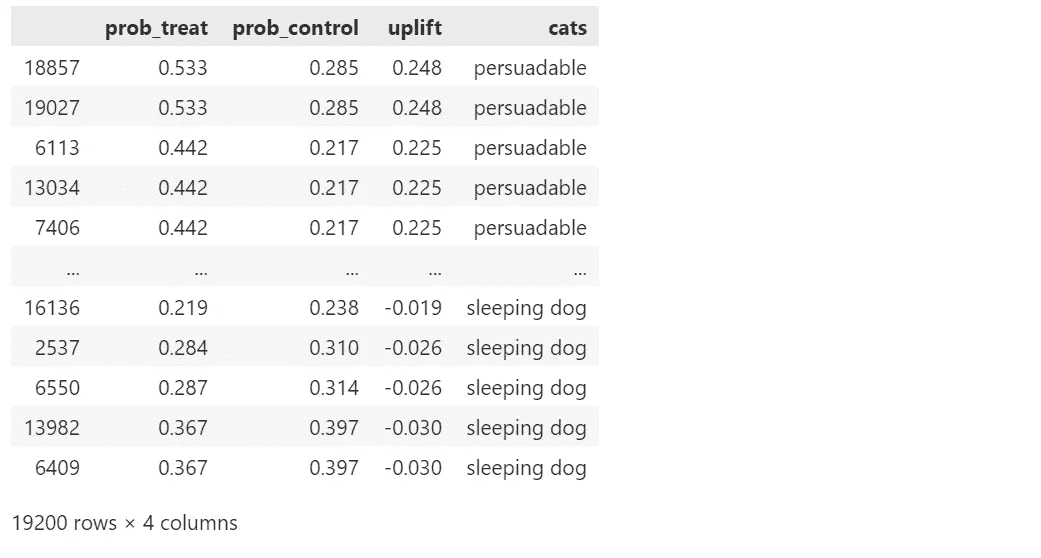 prob_treat prob_control uplift cats
18857 0.533 0.285 0.248 persuadable
19027 0.533 0.285 0.248 persuadable
6113 0.442 0.217 0.225 persuadable
13034 0.442 0.217 0.225 persuadable
7406 0.442 0.217 0.225 persuadable
... ... ... ... ...
16136 0.219 0.238 -0.019 sleeping dog
2537 0.284 0.310 -0.026 sleeping dog
6550 0.287 0.314 -0.026 sleeping dog
13982 0.367 0.397 -0.030 sleeping dog
6409 0.367 0.397 -0.030 sleeping dog
19200 rows × 4 columns